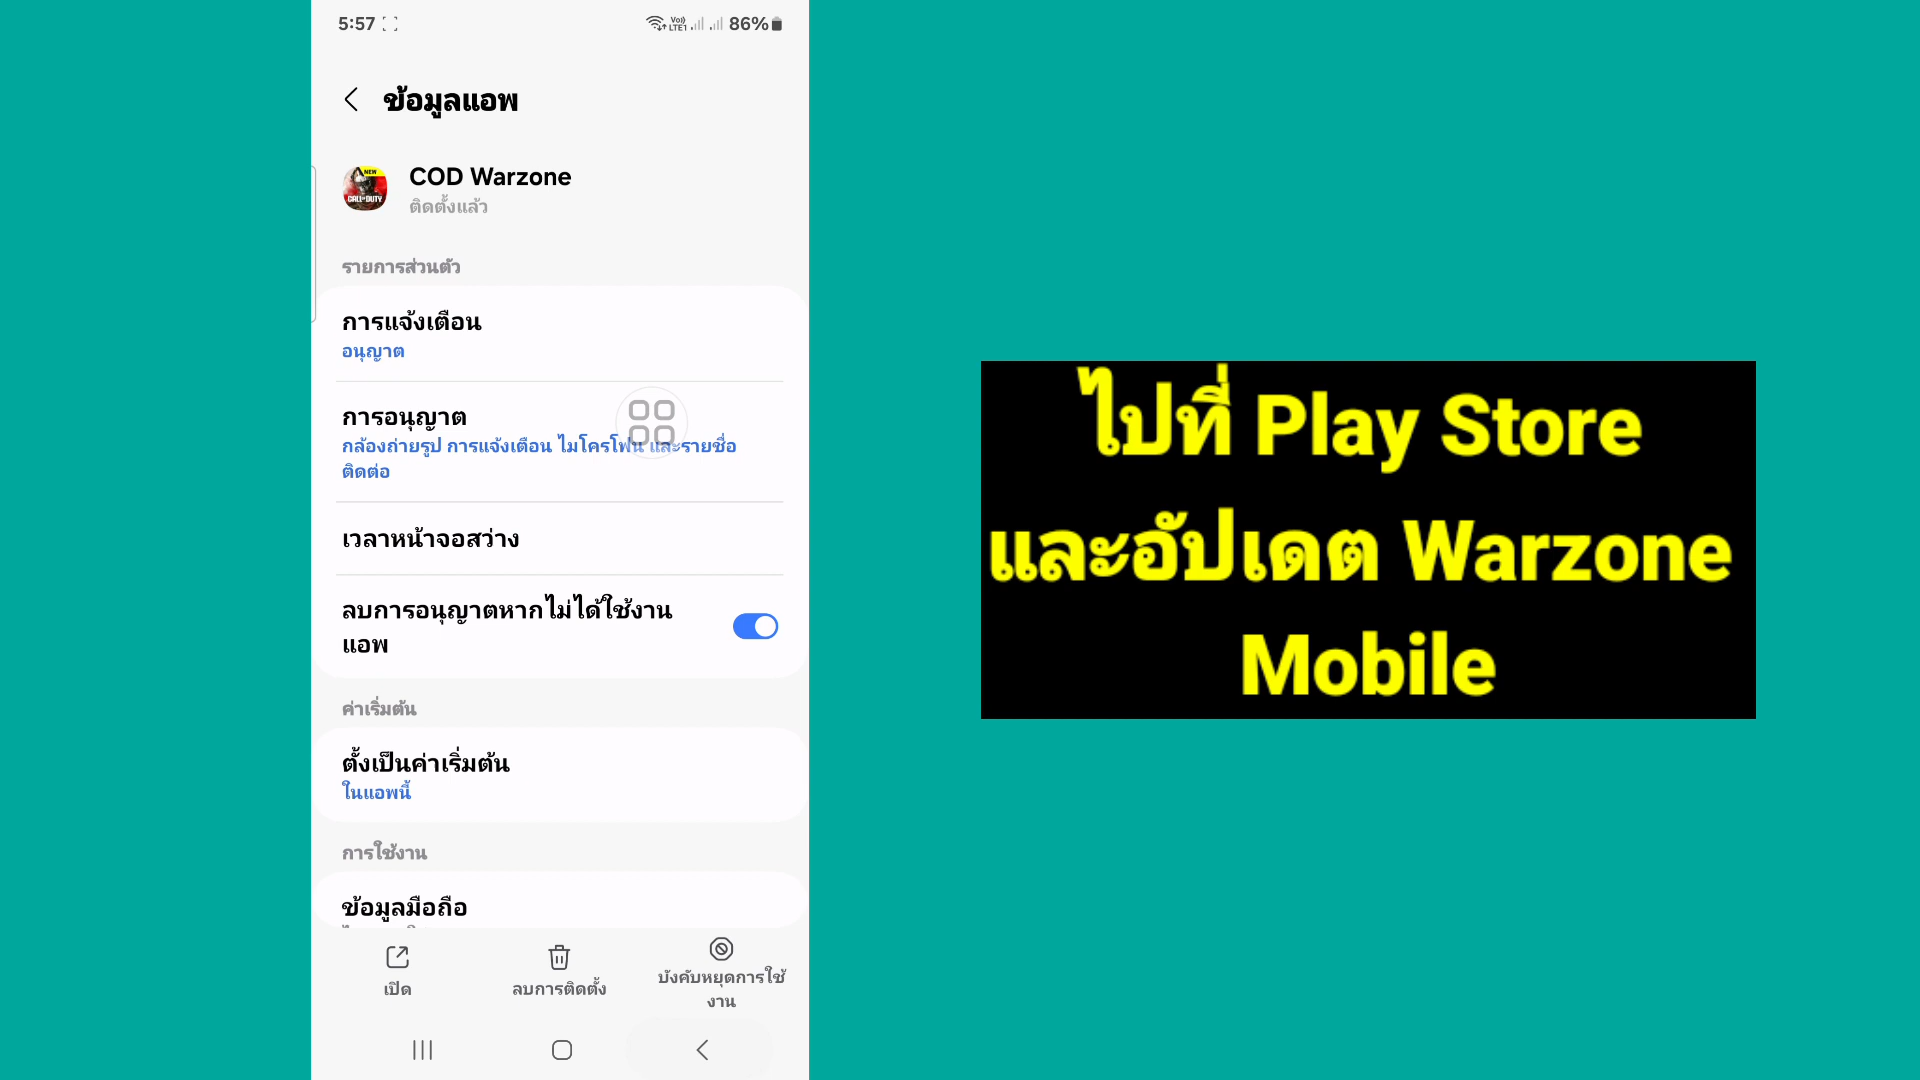 5:57
Vo))
LTE1
86%
ข้อมูลแอพ
NEW
CALL OF DUTY
COD Warzone
ติดตั้งแล้ว
รายการส่วนตัว
การแจ้งเตือน
อนุญาต
การอนุญาต
กล้องถ่ายรูป การแจ้งเตือน ไมโครโฟน และรายชื่อ
ติดต่อ
เวลาหน้าจอสว่าง
ลบการอนุญาตหากไม่ได้ใช้งาน
แอพ
ค่าเริ่มต้น
ตั้งเป็นค่าเริ่มต้น
ในแอพนี้
การใช้งาน
ข้อมูลมือถือ
เปิด
ลบการติดตั้ง
บังคับหยุดการใช้
งาน
ไปที่ Play Store
และอัปเดต Warzone
Mobile